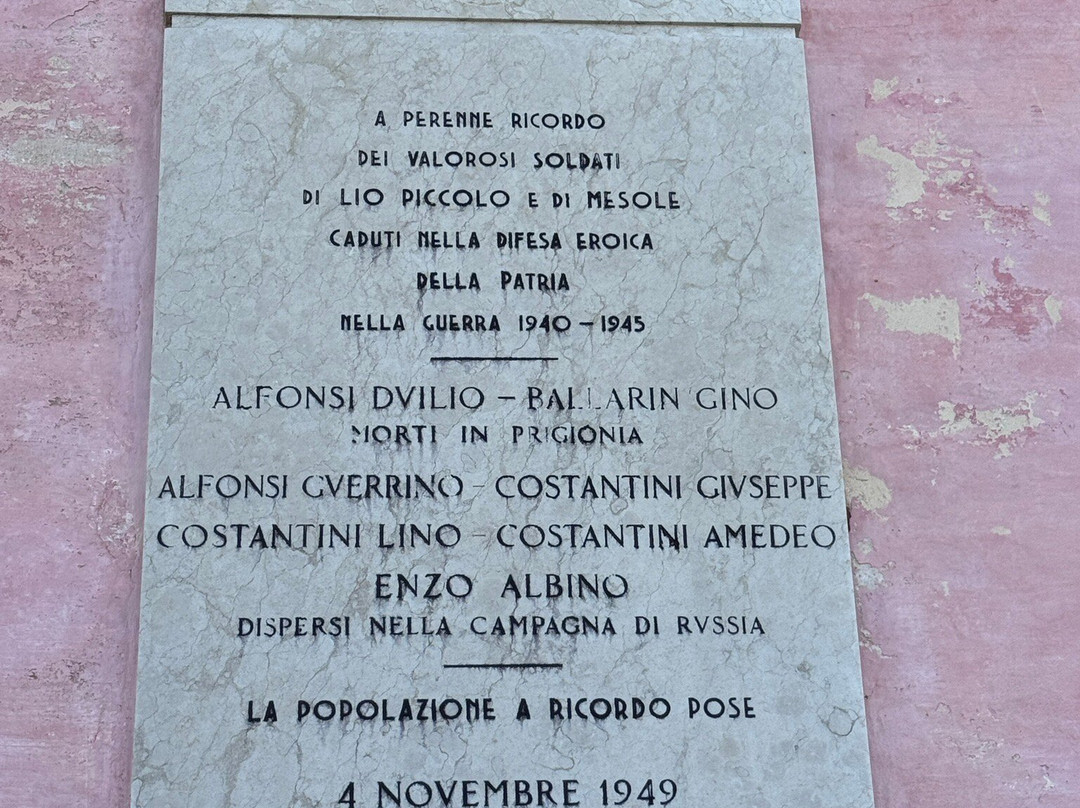 A PERENNE RICORDO
DEI VALOROSI SOLDATI
DI LIO PICCOLO E DI MESOLE
CADUTI NELLA DIFESA EROICA
DELLA PATRIA
NELLA GUERRA 1940 – 1945
ALFONSI DVILIO – BALLARIN GINO
MORTI IN PRIGIONIA
ALFONSI GVERRINO – COSTANTINI GIVSEPPE
COSTANTINI LINO – COSTANTINI AMEDEO
ENZO ALBINO
DISPERSI NELLA CAMPAGNA DI RVSSIA
LA POPOLAZIONE A RICORDO POSE
4 NOVEMBRE 1949